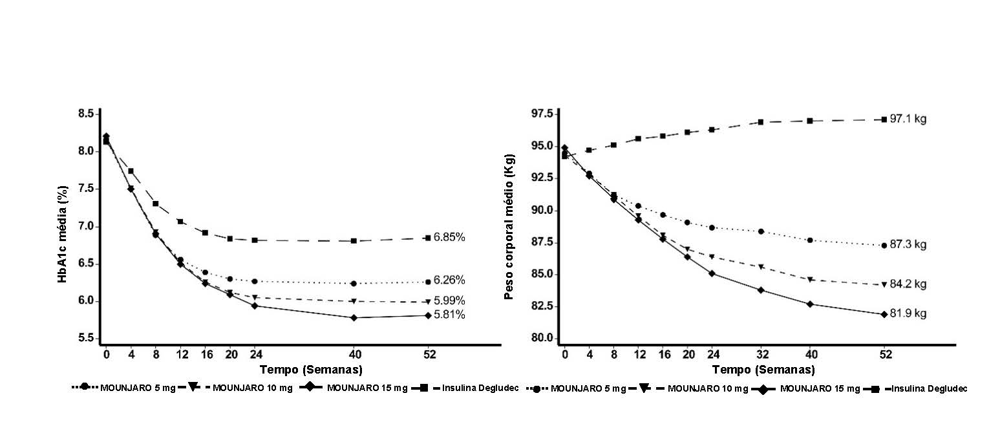 HbA1c média (%)
8.5
8.0
7.5
7.0
6.5
6.0
5.5
6.85%
6.26%
5.99%
5.81%
0 4 8 12 16 20 24 40 52
Tempo (Semanas)
MOUNJARO 5 mg MOUNJARO 10 mg MOUNJARO 15 mg Insulina Degludec
Peso corporal médio (Kg)
97.5
95.0
92.5
90.0
87.5
85.0
82.5
80.0
97.1 kg
87.3 kg
84.2 kg
81.9 kg
0 4 8 12 16 20 24 32 40 52
Tempo (Semanas)
MOUNJARO 5 mg MOUNJARO 10 mg MOUNJARO 15 mg Insulina Degludec